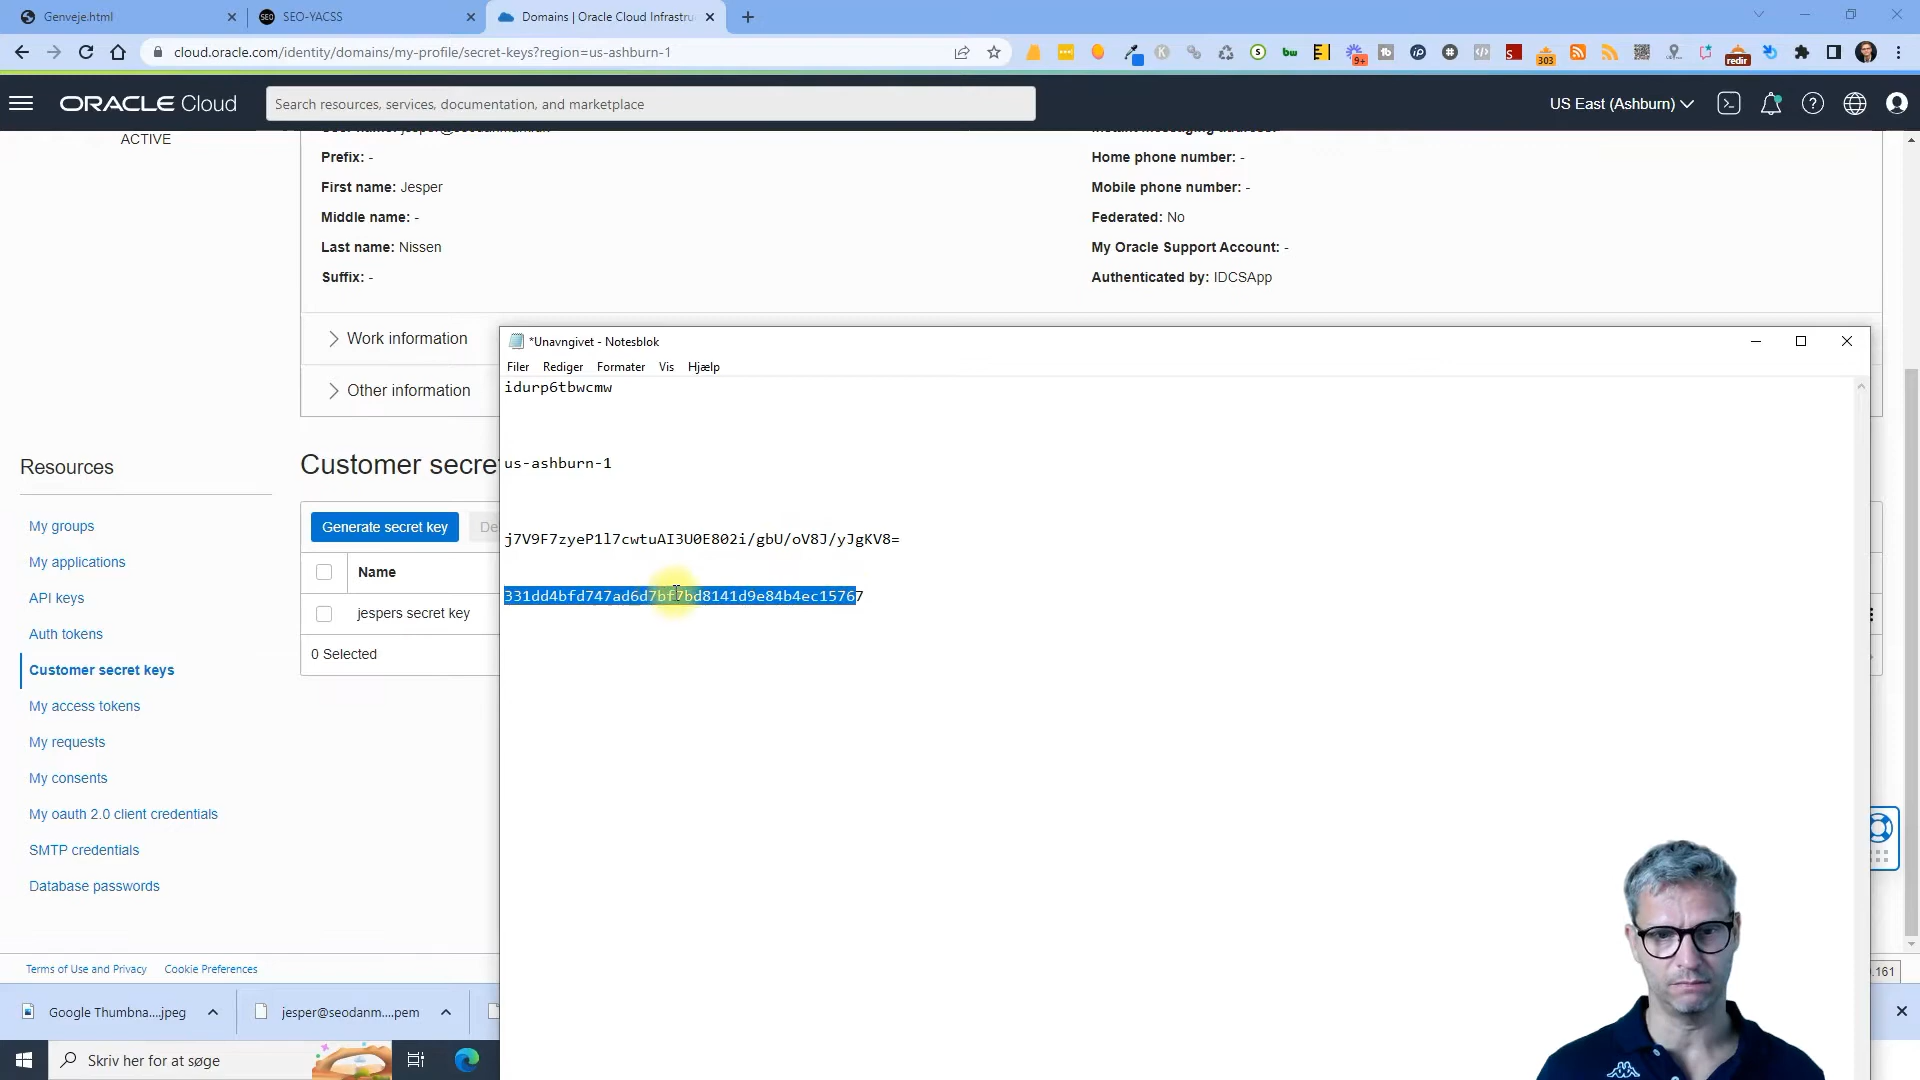 Genveje.html
SEO-YACSS
Domains | Oracle Cloud Infrastru
cloud.oracle.com/identity/domains/my-profile/secret-keys?region=us-ashburn-1
ORACLE Cloud
Search resources, services, documentation, and marketplace
US East (Ashburn)
ACTIVE
Prefix: -
First name: Jesper
Middle name: -
Last name: Nissen
Suffix: -
Home phone number: -
Mobile phone number: -
Federated: No
My Oracle Support Account: -
Authenticated by: IDCSApp
Work information
Other information
Resources
My groups
My applications
API keys
Auth tokens
Customer secret keys
My access tokens
My requests
My consents
My oauth 2.0 client credentials
SMTP credentials
Database passwords
Customer secre
Generate secret key
De
Name
jespers secret key
0 Selected
*Unavngivet - Notesblok
Filer Rediger Formater Vis Hjælp
idurp6tbwcmw
us-ashburn-1
j7V9F7zyeP1l7cwtuAI3U0E802i/gbU/oV8J/yJgKV8=
331dd4bfd747ad6d7bf7bd8141d9e84b4ec15767
Terms of Use and Privacy
Cookie Preferences
.161
Google Thumbna....jpeg
jesper@seodanm....pem
Skriv her for at søge
303
redir
9+